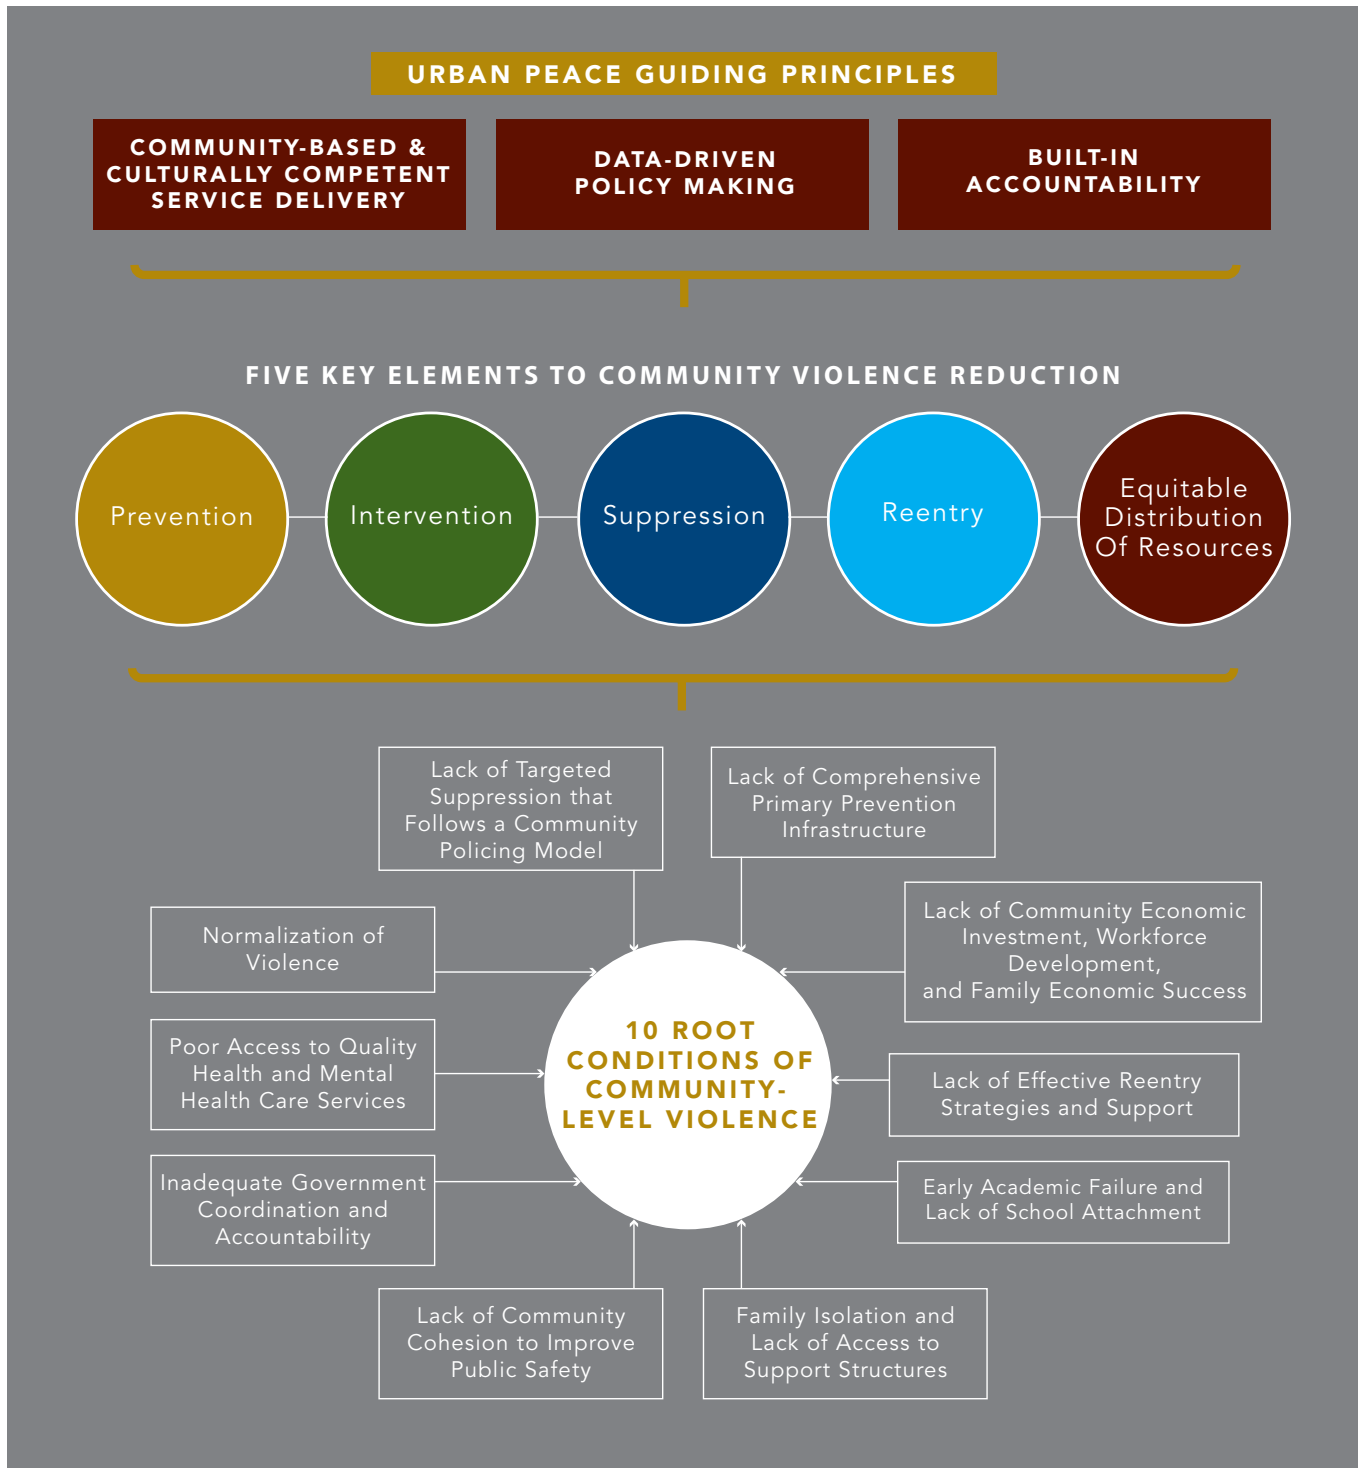 URBAN PEACE GUIDING PRINCIPLES
COMMUNITY-BASED &
CULTURALLY COMPETENT
SERVICE DELIVERY
DATA-DRIVEN
POLICY MAKING
BUILT-IN
ACCOUNTABILITY
FIVE KEY ELEMENTS TO COMMUNITY VIOLENCE REDUCTION
Prevention
Intervention
Suppression
Reentry
Equitable
Distribution
Of Resources
Lack of Targeted
Suppression that
Follows a Community
Policing Model
Lack of Comprehensive
Primary Prevention
Infrastructure
Normalization of
Violence
Lack of Community Economic
Investment, Workforce
Development,
and Family Economic Success
10 ROOT
CONDITIONS OF
COMMUNITY-
LEVEL VIOLENCE
Poor Access to Quality
Health and Mental
Health Care Services
Lack of Effective Reentry
Strategies and Support
Inadequate Government
Coordination and
Accountability
Early Academic Failure and
Lack of School Attachment
Lack of Community
Cohesion to Improve
Public Safety
Family Isolation and
Lack of Access to
Support Structures